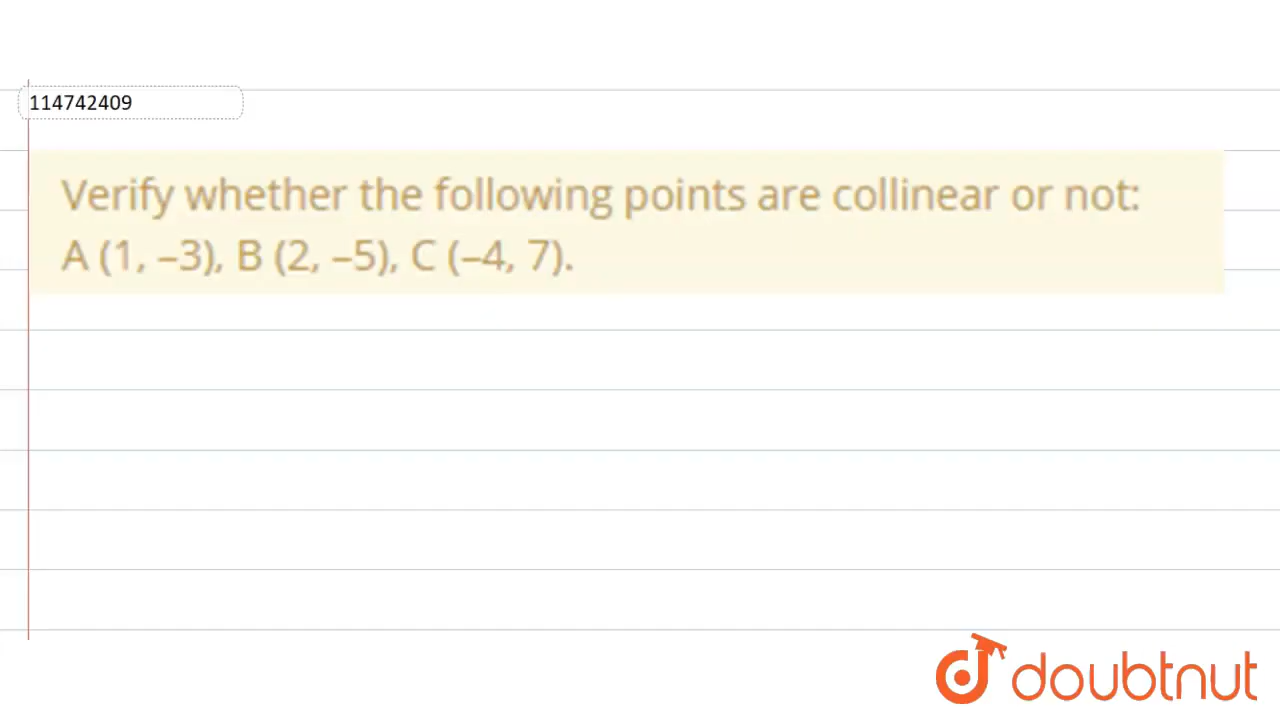 114742409
Verify whether the following points are collinear or not:
A (1, –3), B (2, –5), C (–4, 7).
doubtnut